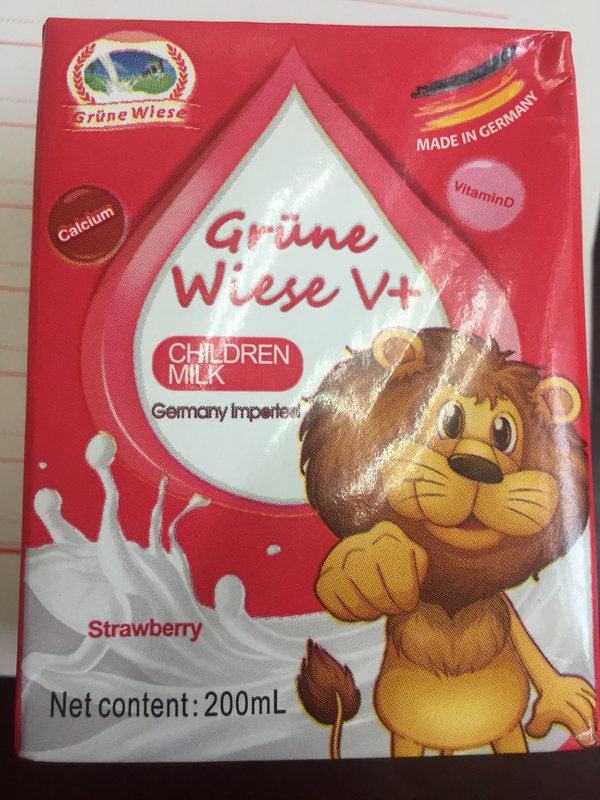 Grüne Wiese
MADE IN GERMANY
Calcium
VitaminD
Grüne
Wiese V+
CHILDREN
MILK
Germany Imported
Strawberry
Net content: 200mL